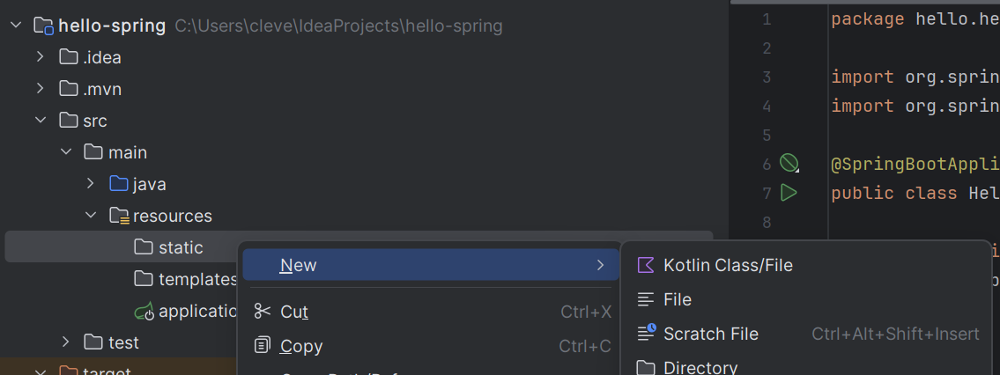 hello-spring C:\Users\cleve\IdeaProjects\hello-spring
.idea
.mvn
src
main
java
resources
static
templates
applicatio
test
target
1 package hello.he
2
3 import org.sprin
4 import org.sprin
5
6 @SpringBootAppli
7 public class Hel
8
New
Cut Ctrl+X
Copy Ctrl+C
Kotlin Class/File
File
Scratch File Ctrl+Alt+Shift+Insert
Directory